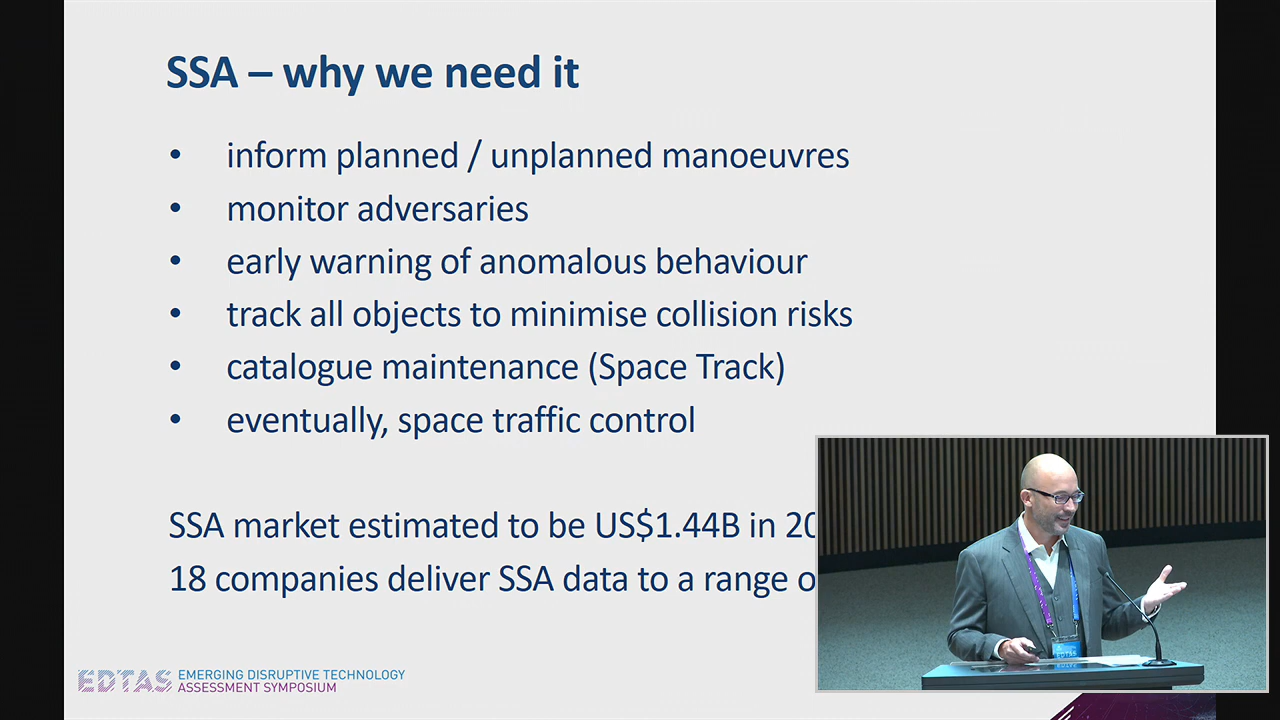 SSA – why we need it
• inform planned / unplanned manoeuvres
• monitor adversaries
• early warning of anomalous behaviour
• track all objects to minimise collision risks
• catalogue maintenance (Space Track)
• eventually, space traffic control
SSA market estimated to be US$1.44B in 20
18 companies deliver SSA data to a range o
EDTAS
EMERGING DISRUPTIVE TECHNOLOGY
ASSESSMENT SYMPOSIUM
EDTAS